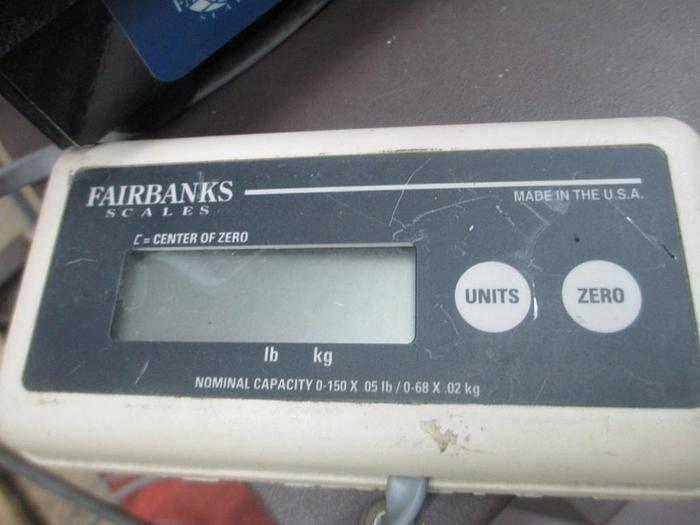 SCALES
FAIRBANKS
SCALES
MADE IN THE U.S.A.
C = CENTER OF ZERO
UNITS
ZERO
lb kg
NOMINAL CAPACITY 0-150 X .05 lb / 0-68 X .02 kg